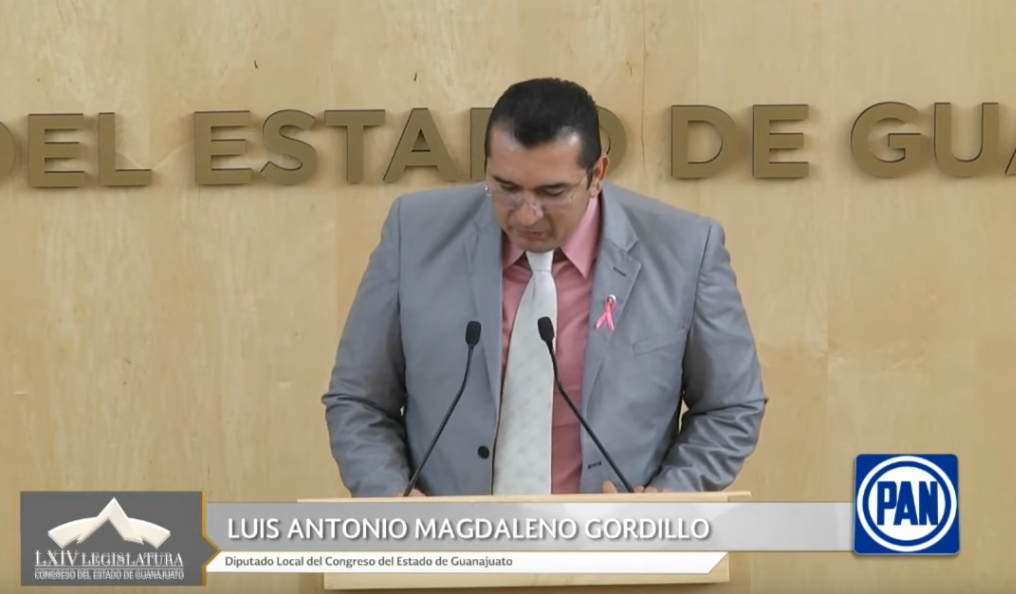 DEL ESTADO DE GUA
PAN
LUIS ANTONIO MAGDALENO GORDILLO
Diputado Local del Congreso del Estado de Guanajuato
LXIV LEGISLATURA
CONGRESO DEL ESTADO DE GUANAJUATO